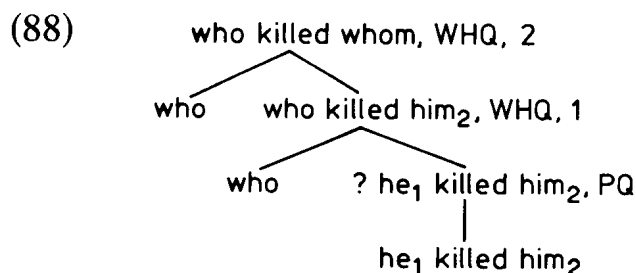 (88) who killed whom, WHQ, 2
who who killed him₂, WHQ, 1
who ? he₁ killed him₂, PQ
he₁ killed him₂